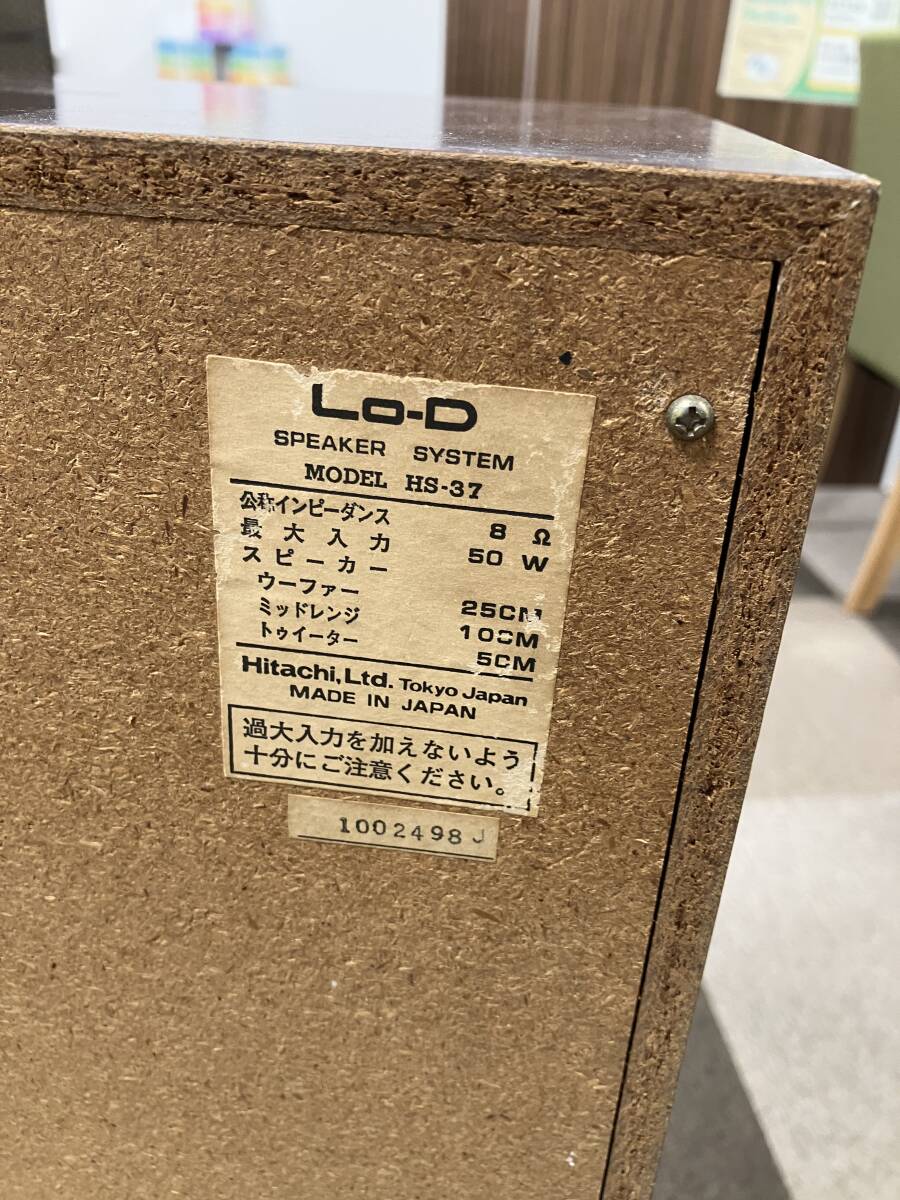 Lo-D
SPEAKER SYSTEM
MODEL HS-37
公称インピーダンス 8 Ω
最大入力 50 W
スピーカー
ウーファー 25CM
ミッドレンジ 10CM
トゥイーター 5CM
Hitachi, Ltd. Tokyo Japan
MADE IN JAPAN
過大入力を加えないよう
十分にご注意ください。
1002498J